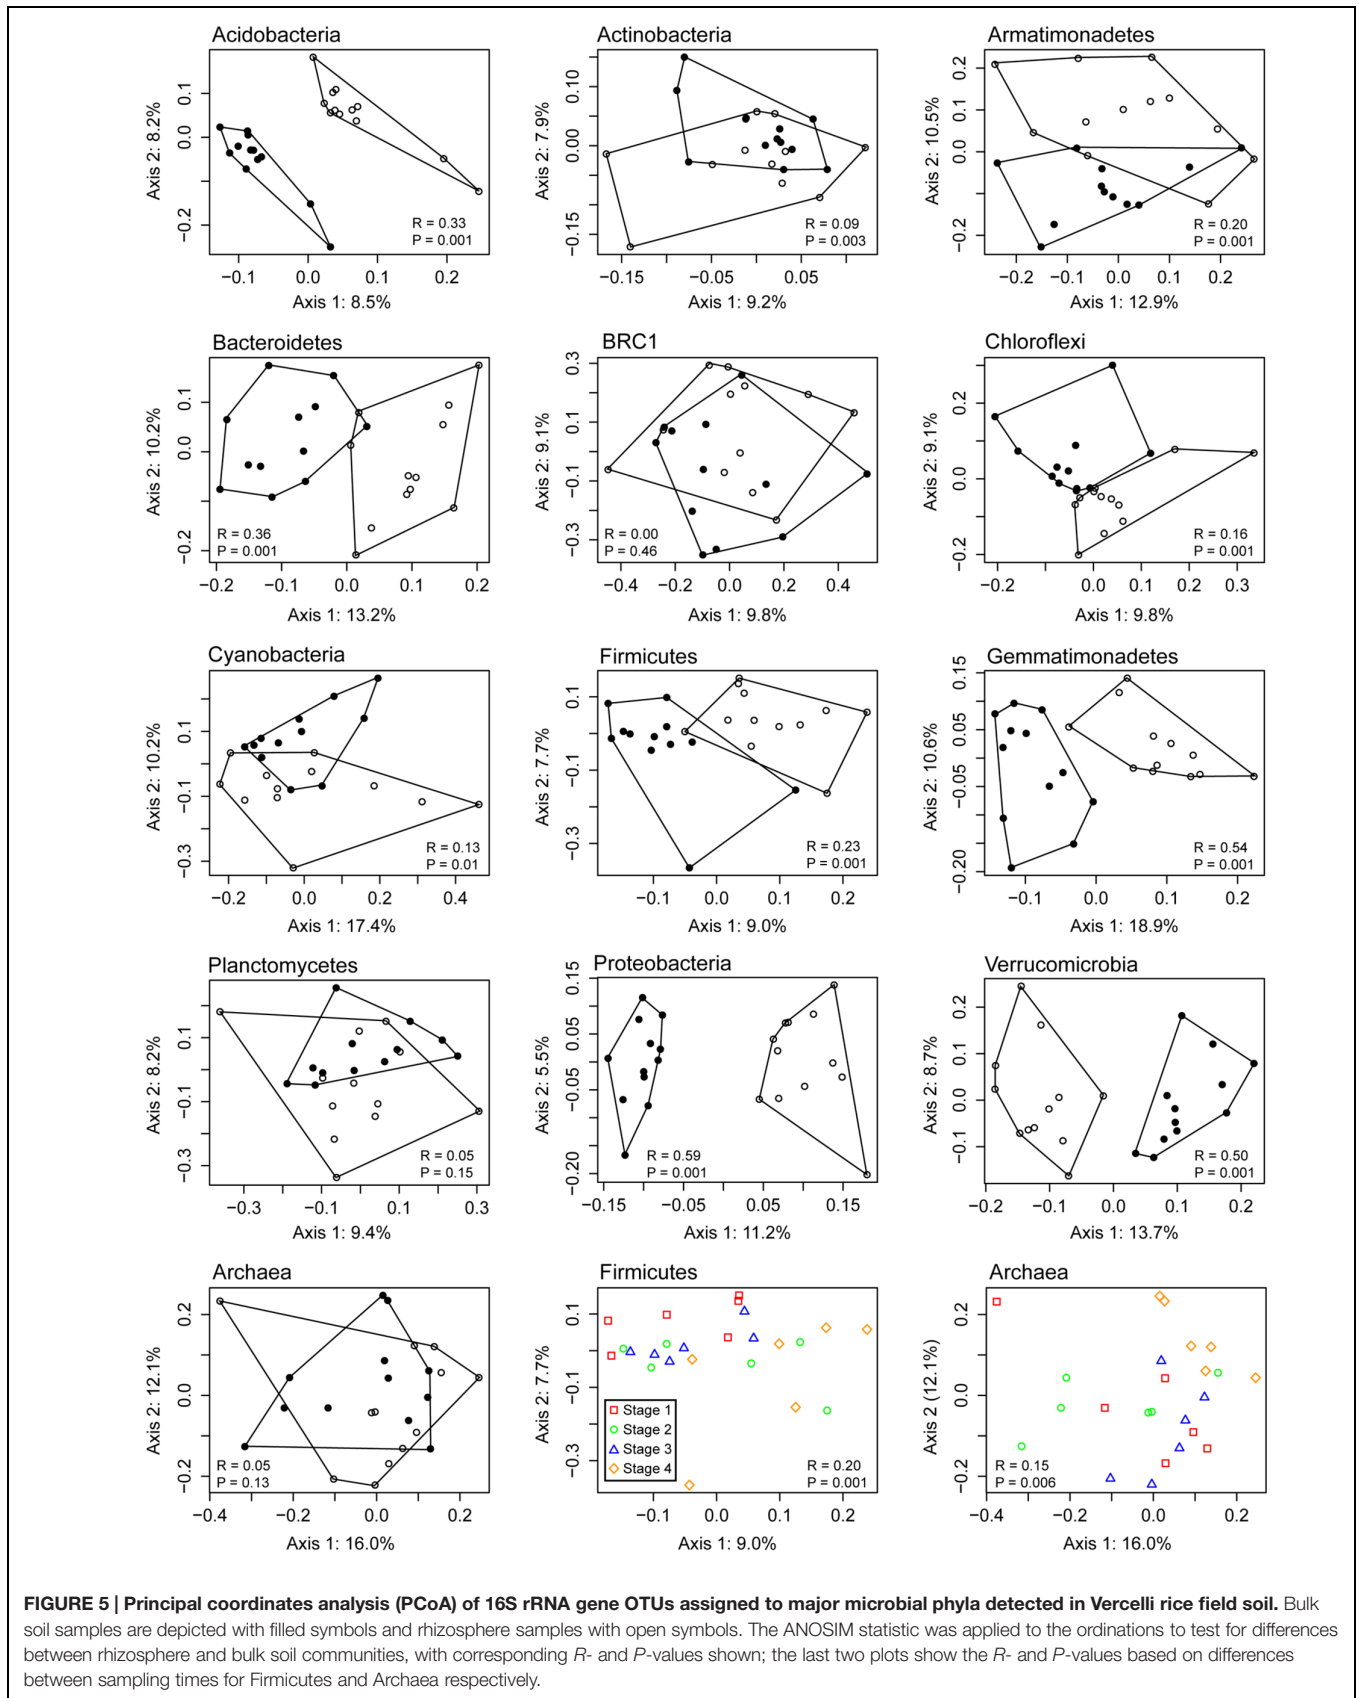 Acidobacteria
Axis 2: 8.2%
0.1
0.0
−0.2
R = 0.33
P = 0.001
−0.1 0.0 0.1 0.2
Axis 1: 8.5%
Actinobacteria
Axis 2: 7.9%
0.10
0.00
−0.15
R = 0.09
P = 0.003
−0.15 −0.05 0.05
Axis 1: 9.2%
Armatimonadetes
Axis 2: 10.5%
0.2
0.1
0.0
−0.2
R = 0.20
P = 0.001
−0.2 −0.1 0.0 0.1 0.2
Axis 1: 12.9%
Bacteroidetes
Axis 2: 10.2%
0.1
0.0
−0.2
R = 0.36
P = 0.001
−0.2 −0.1 0.0 0.1 0.2
Axis 1: 13.2%
BRC1
Axis 2: 9.1%
0.3
0.1
−0.1
−0.3
R = 0.00
P = 0.46
−0.4 −0.2 0.0 0.2 0.4
Axis 1: 9.8%
Chloroflexi
Axis 2: 9.1%
0.2
0.0
−0.2
R = 0.16
P = 0.001
−0.2 0.0 0.1 0.2 0.3
Axis 1: 9.8%
Cyanobacteria
Axis 2: 10.2%
0.1
−0.1
−0.3
R = 0.13
P = 0.01
−0.2 0.0 0.2 0.4
Axis 1: 17.4%
Firmicutes
Axis 2: 7.7%
0.1
−0.1
−0.3
R = 0.23
P = 0.001
−0.1 0.0 0.1 0.2
Axis 1: 9.0%
Gemmatimonadetes
Axis 2: 10.6%
0.15
0.05
−0.05
−0.20
R = 0.54
P = 0.001
−0.1 0.0 0.1 0.2
Axis 1: 18.9%
Planctomycetes
Axis 2: 8.2%
0.1
−0.1
−0.3
R = 0.05
P = 0.15
−0.3 −0.1 0.1 0.3
Axis 1: 9.4%
Proteobacteria
Axis 2: 5.5%
0.15
0.05
−0.05
−0.20
R = 0.59
P = 0.001
−0.15 −0.05 0.05 0.15
Axis 1: 11.2%
Verrucomicrobia
Axis 2: 8.7%
0.2
0.1
0.0
−0.1
R = 0.50
P = 0.001
−0.2 −0.1 0.0 0.1 0.2
Axis 1: 13.7%
Archaea
Axis 2: 12.1%
0.2
0.0
−0.2
R = 0.05
P = 0.13
−0.4 −0.2 0.0 0.2
Axis 1: 16.0%
Firmicutes
Axis 2: 7.7%
0.1
−0.1
−0.3
Stage 1
Stage 2
Stage 3
Stage 4
R = 0.20
P = 0.001
−0.1 0.0 0.1 0.2
Axis 1: 9.0%
Archaea
Axis 2 (12.1%)
0.2
0.0
−0.2
R = 0.15
P = 0.006
−0.4 −0.2 0.0 0.2
Axis 1: 16.0%
FIGURE 5 | Principal coordinates analysis (PCoA) of 16S rRNA gene OTUs assigned to major microbial phyla detected in Vercelli rice field soil. Bulk
soil samples are depicted with filled symbols and rhizosphere samples with open symbols. The ANOSIM statistic was applied to the ordinations to test for differences
between rhizosphere and bulk soil communities, with corresponding R- and P-values shown; the last two plots show the R- and P-values based on differences
between sampling times for Firmicutes and Archaea respectively.